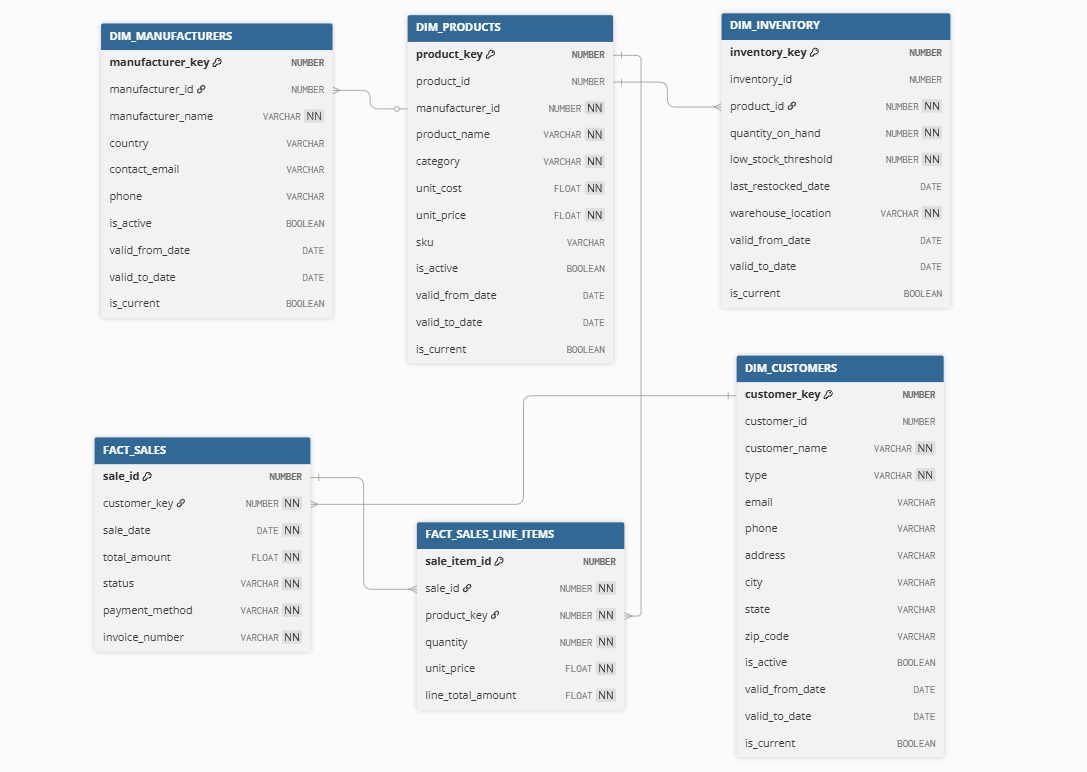 DIM_MANUFACTURERS
manufacturer_key NUMBER
manufacturer_id NUMBER
manufacturer_name VARCHAR NN
country VARCHAR
contact_email VARCHAR
phone VARCHAR
is_active BOOLEAN
valid_from_date DATE
valid_to_date DATE
is_current BOOLEAN
DIM_PRODUCTS
product_key NUMBER
product_id NUMBER
manufacturer_id NUMBER NN
product_name VARCHAR NN
category VARCHAR NN
unit_cost FLOAT NN
unit_price FLOAT NN
sku VARCHAR
is_active BOOLEAN
valid_from_date DATE
valid_to_date DATE
is_current BOOLEAN
DIM_INVENTORY
inventory_key NUMBER
inventory_id NUMBER
product_id NUMBER NN
quantity_on_hand NUMBER NN
low_stock_threshold NUMBER NN
last_restocked_date DATE
warehouse_location VARCHAR NN
valid_from_date DATE
valid_to_date DATE
is_current BOOLEAN
FACT_SALES
sale_id NUMBER
customer_key NUMBER NN
sale_date DATE NN
total_amount FLOAT NN
status VARCHAR NN
payment_method VARCHAR NN
invoice_number VARCHAR NN
FACT_SALES_LINE_ITEMS
sale_item_id NUMBER
sale_id NUMBER NN
product_key NUMBER NN
quantity NUMBER NN
unit_price FLOAT NN
line_total_amount FLOAT NN
DIM_CUSTOMERS
customer_key NUMBER
customer_id NUMBER
customer_name VARCHAR NN
type VARCHAR NN
email VARCHAR
phone VARCHAR
address VARCHAR
city VARCHAR
state VARCHAR
zip_code VARCHAR
is_active BOOLEAN
valid_from_date DATE
valid_to_date DATE
is_current BOOLEAN